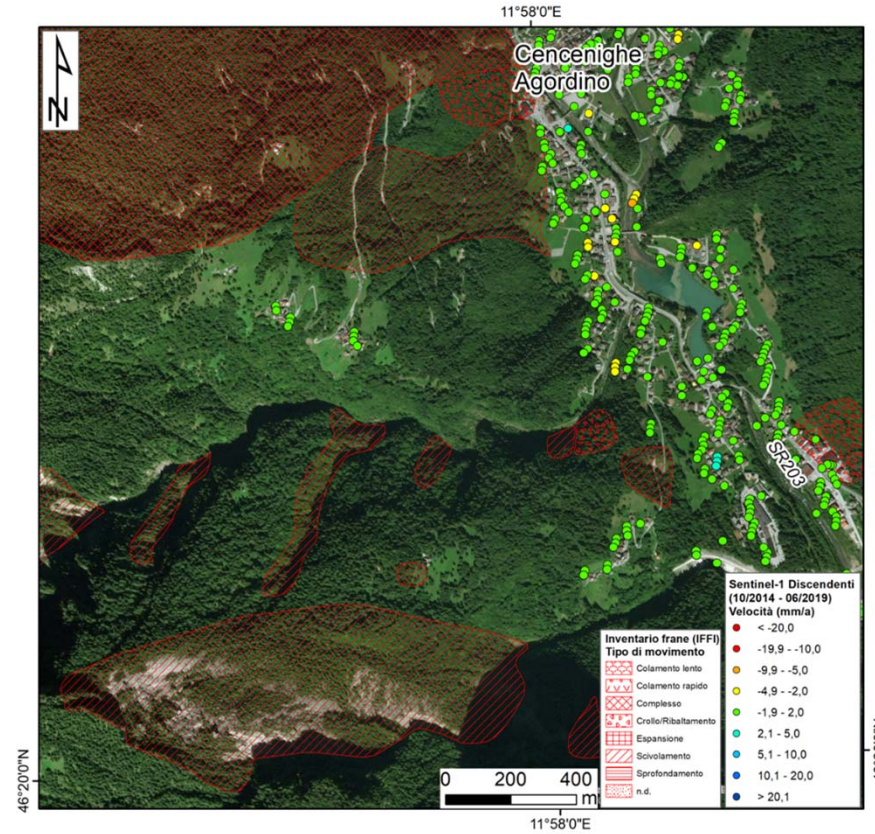 11°58'0"E
N
Cencenighe
Agordino
SR203
Sentinel-1 Discendenti
(10/2014 - 06/2019)
Velocità (mm/a)
< -20,0
-19,9 - -10,0
-9,9 - -5,0
-4,9 - -2,0
-1,9 - 2,0
2,1 - 5,0
5,1 - 10,0
10,1 - 20,0
> 20,1
Inventario frane (IFFI)
Tipo di movimento
Colamento lento
Colamento rapido
Complesso
Crollo/Ribaltamento
Espansione
Scivolamento
Sprofondamento
n.d.
0 200 400
m
46°20'0"N
11°58'0"E